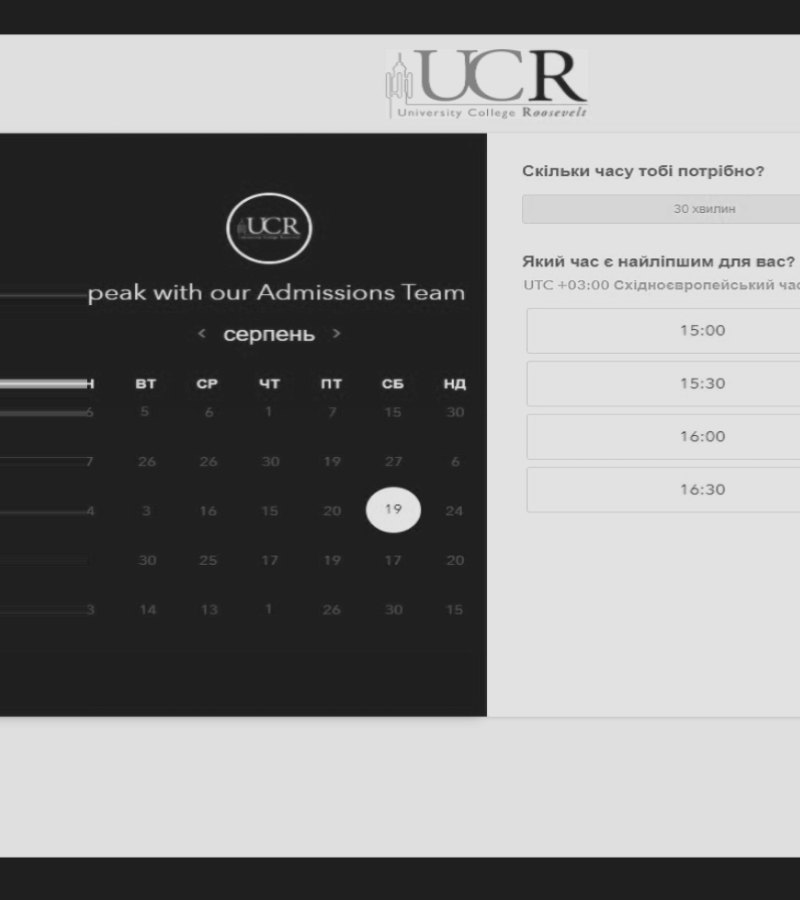 UCR
University College Roosevelt
UCR
peak with our Admissions Team
< серпень >
Н ВТ СР ЧТ ПТ СБ НД
6 5 6 1 7 15 30
7 26 26 30 19 27 6
4 3 16 15 20 19 24
30 25 17 19 17 20
3 14 13 1 26 30 15
Скільки часу тобі потрібно?
30 хвилин
Який час є найліпшим для вас?
UTC +03:00 Східноєвропейський час
15:00
15:30
16:00
16:30